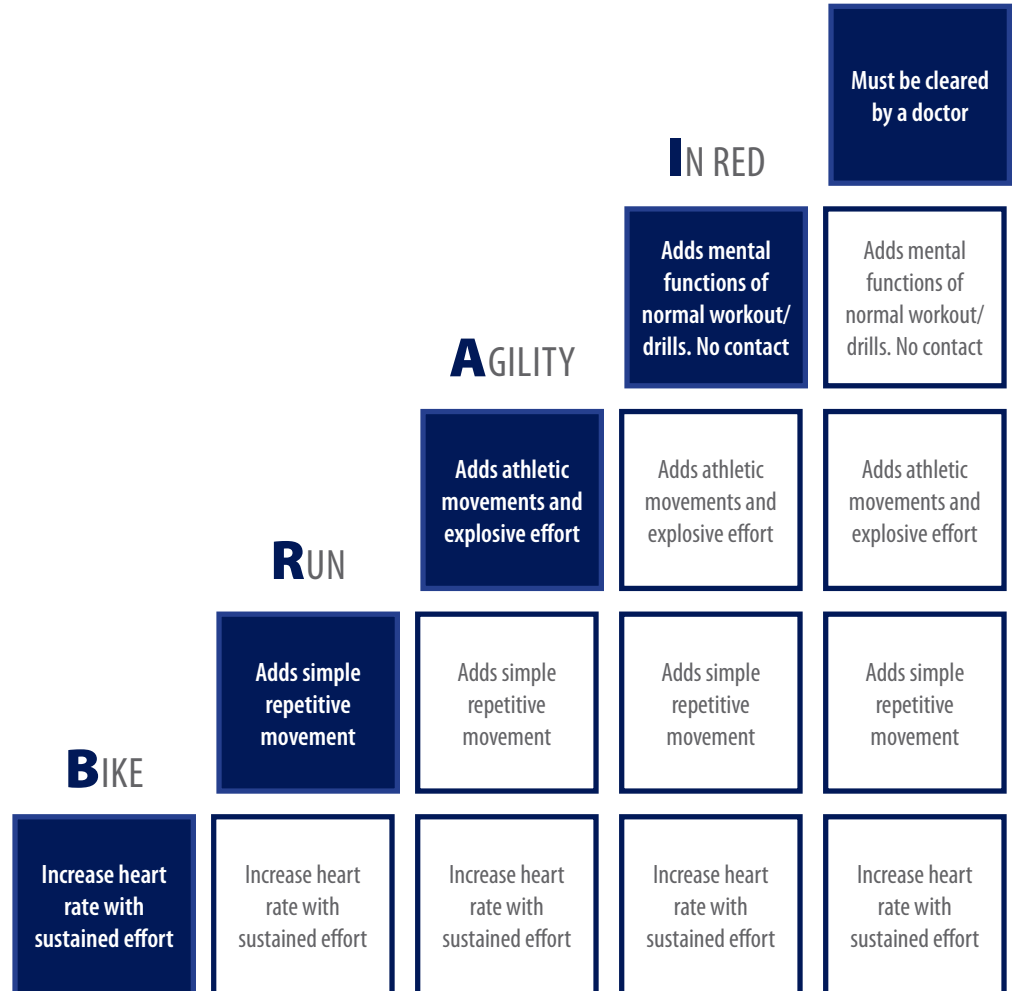 Must be cleared
by a doctor
IN RED
Adds mental
functions of
normal workout/
drills. No contact
Adds mental
functions of
normal workout/
drills. No contact
AGILITY
Adds athletic
movements and
explosive effort
Adds athletic
movements and
explosive effort
Adds athletic
movements and
explosive effort
RUN
Adds simple
repetitive
movement
Adds simple
repetitive
movement
Adds simple
repetitive
movement
Adds simple
repetitive
movement
BIKE
Increase heart
rate with
sustained effort
Increase heart
rate with
sustained effort
Increase heart
rate with
sustained effort
Increase heart
rate with
sustained effort
Increase heart
rate with
sustained effort